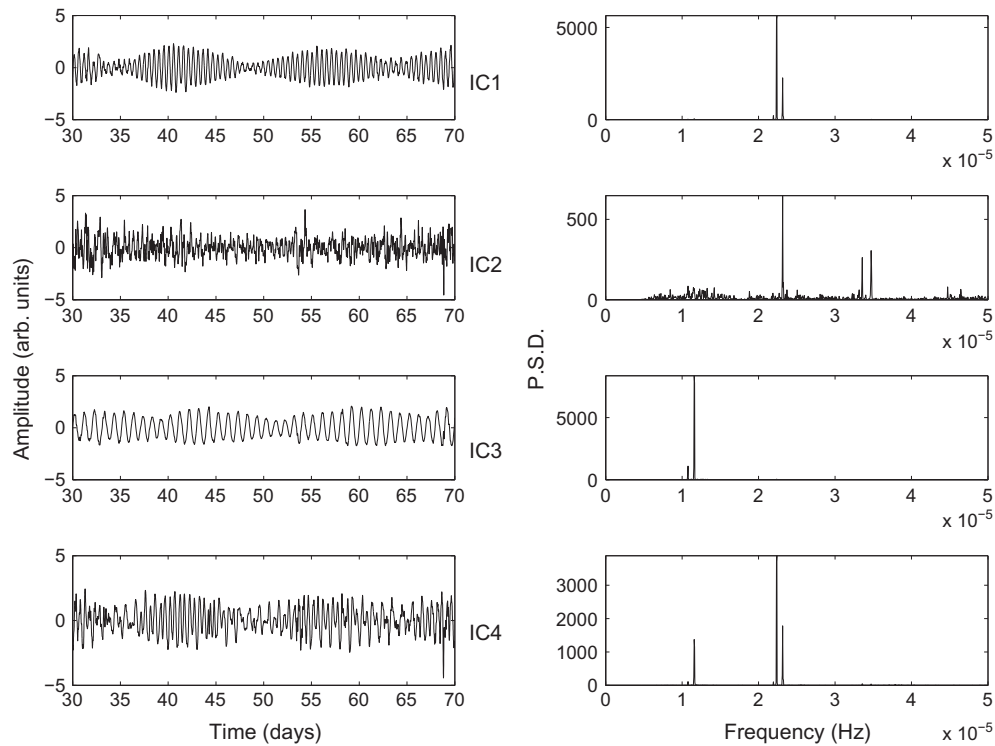 5
0
−5
30 35 40 45 50 55 60 65 70
IC1
5000
0
0 1 2 3 4 5
x 10⁻⁵
5
0
−5
30 35 40 45 50 55 60 65 70
IC2
500
0
0 1 2 3 4 5
x 10⁻⁵
Amplitude (arb. units)
P.S.D.
5
0
−5
30 35 40 45 50 55 60 65 70
IC3
5000
0
0 1 2 3 4 5
x 10⁻⁵
5
0
−5
30 35 40 45 50 55 60 65 70
IC4
3000
2000
1000
0
0 1 2 3 4 5
x 10⁻⁵
Time (days)
Frequency (Hz)